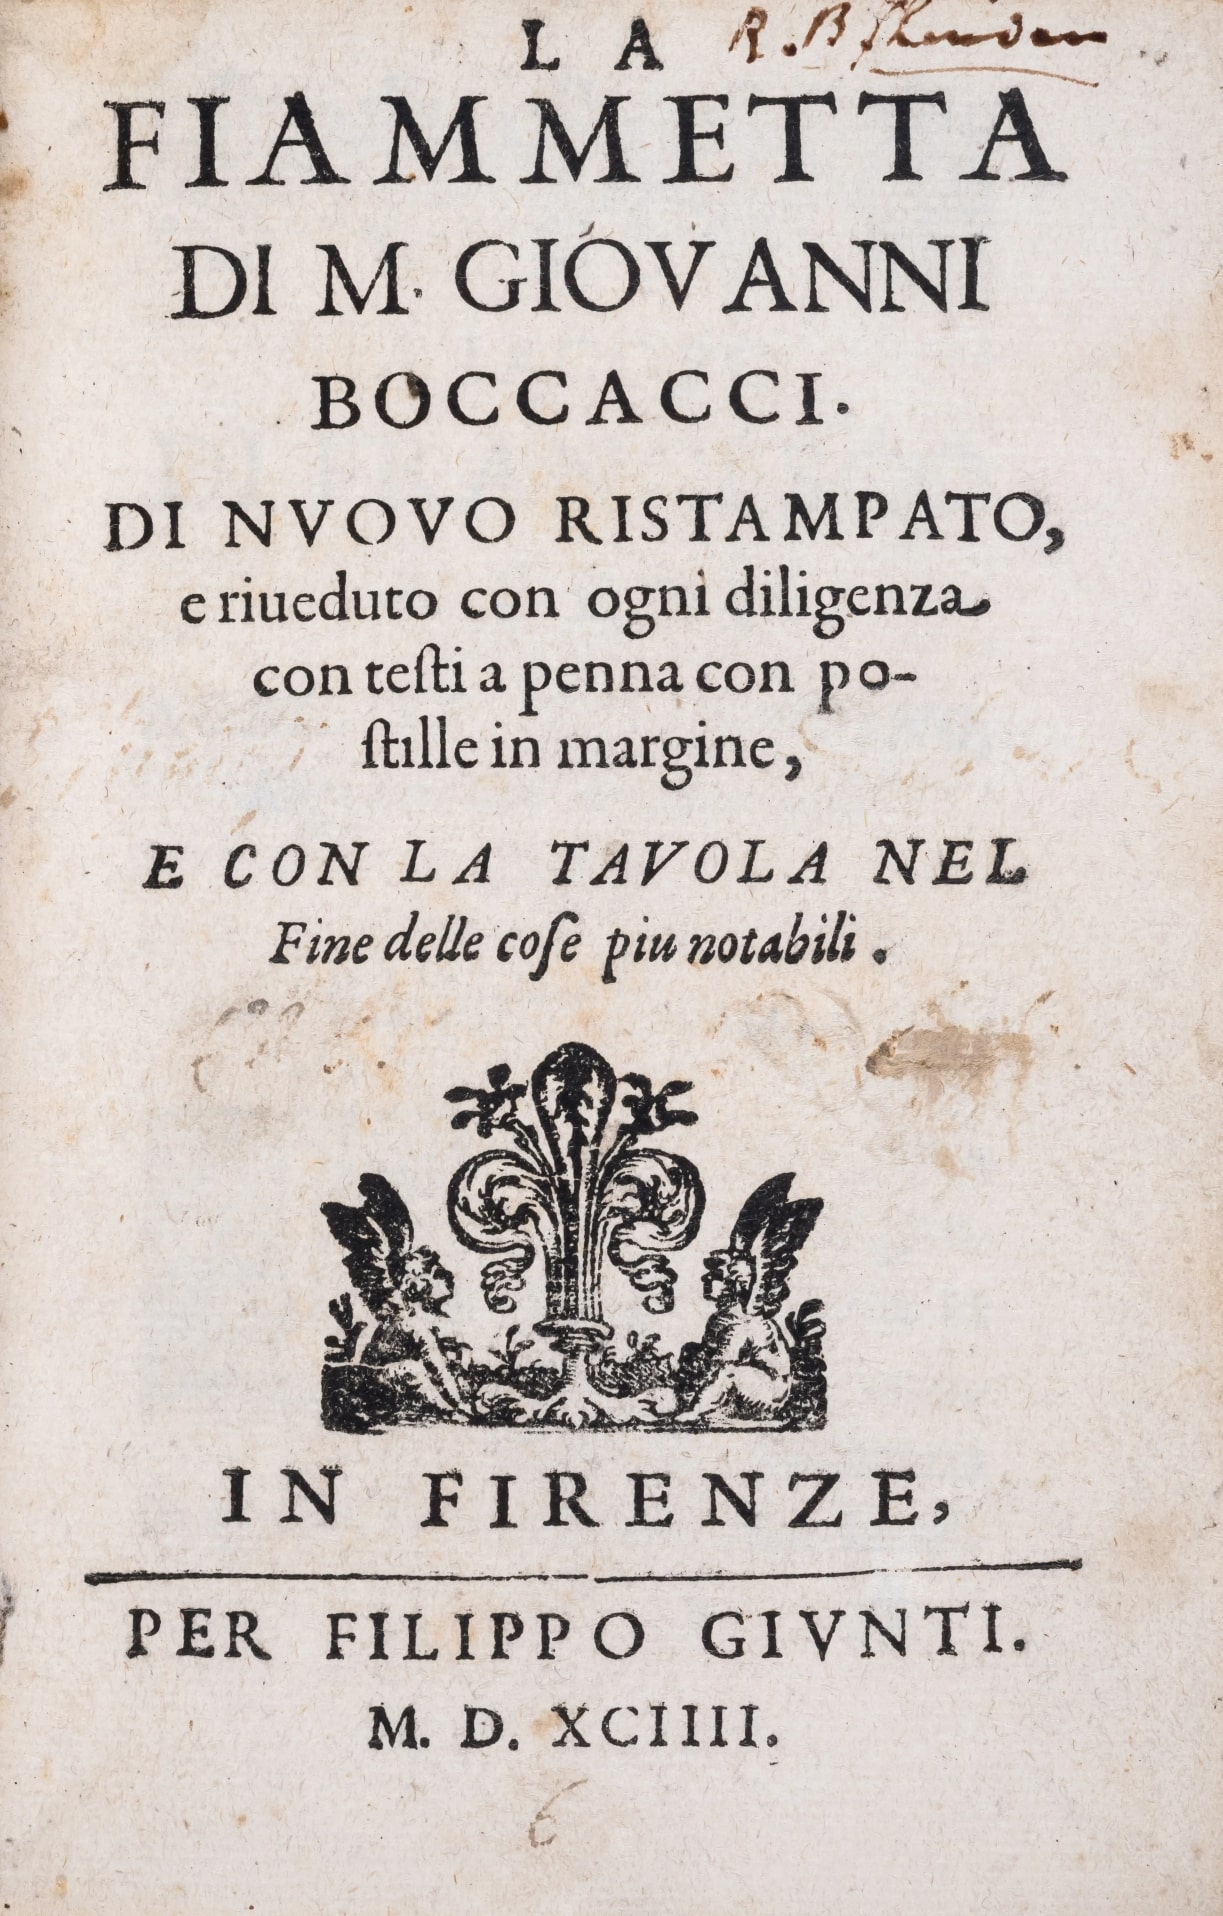 LA
R. B Sheridan
FIAMMETTA
DI M. GIOVANNI
BOCCACCI.
DI NVOVO RISTAMPATO,
e riueduto con ogni diligenza
con teſti a penna con po-
ſtille in margine,
E CON LA TAVOLA NEL
Fine delle coſe piu notabili.
IN FIRENZE,
PER FILIPPO GIVNTI.
M. D. XCIIII.